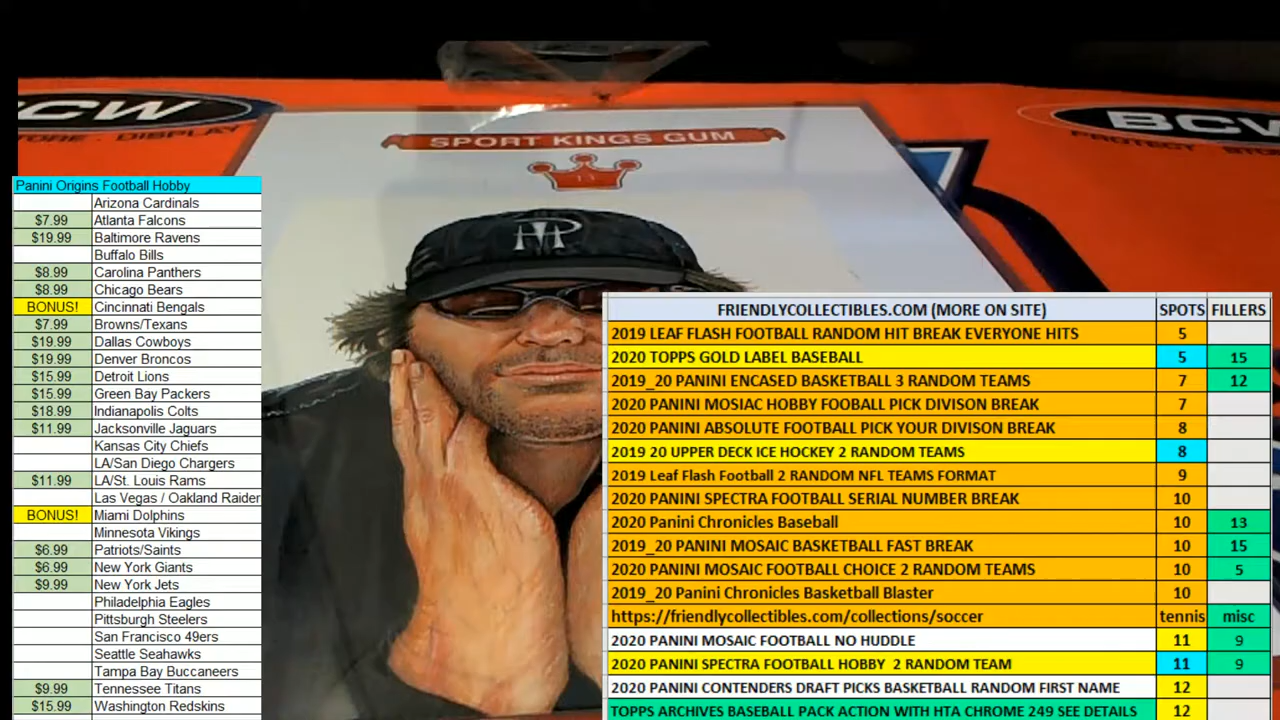 BCW
STORE. DISPLAY
BCW
PROTECT. STO
SPORT KINGS GUM
Panini Origins Football Hobby
Arizona Cardinals
$7.99 Atlanta Falcons
$19.99 Baltimore Ravens
Buffalo Bills
$8.99 Carolina Panthers
$8.99 Chicago Bears
BONUS! Cincinnati Bengals
$7.99 Browns/Texans
$19.99 Dallas Cowboys
$19.99 Denver Broncos
$15.99 Detroit Lions
$15.99 Green Bay Packers
$18.99 Indianapolis Colts
$11.99 Jacksonville Jaguars
Kansas City Chiefs
LA/San Diego Chargers
$11.99 LA/St. Louis Rams
Las Vegas / Oakland Raider
BONUS! Miami Dolphins
Minnesota Vikings
$6.99 Patriots/Saints
$6.99 New York Giants
$9.99 New York Jets
Philadelphia Eagles
Pittsburgh Steelers
San Francisco 49ers
Seattle Seahawks
Tampa Bay Buccaneers
$9.99 Tennessee Titans
$15.99 Washington Redskins
FRIENDLYCOLLECTIBLES.COM (MORE ON SITE) SPOTS FILLERS
2019 LEAF FLASH FOOTBALL RANDOM HIT BREAK EVERYONE HITS 5
2020 TOPPS GOLD LABEL BASEBALL 5 15
2019_20 PANINI ENCASED BASKETBALL 3 RANDOM TEAMS 7 12
2020 PANINI MOSIAC HOBBY FOOBALL PICK DIVISON BREAK 7
2020 PANINI ABSOLUTE FOOTBALL PICK YOUR DIVISON BREAK 8
2019 20 UPPER DECK ICE HOCKEY 2 RANDOM TEAMS 8
2019 Leaf Flash Football 2 RANDOM NFL TEAMS FORMAT 9
2020 PANINI SPECTRA FOOTBALL SERIAL NUMBER BREAK 10
2020 Panini Chronicles Baseball 10 13
2019_20 PANINI MOSAIC BASKETBALL FAST BREAK 10 15
2020 PANINI MOSAIC FOOTBALL CHOICE 2 RANDOM TEAMS 10 5
2019_20 Panini Chronicles Basketball Blaster 10
https://friendlycollectibles.com/collections/soccer tennis misc
2020 PANINI MOSAIC FOOTBALL NO HUDDLE 11 9
2020 PANINI SPECTRA FOOTBALL HOBBY 2 RANDOM TEAM 11 9
2020 PANINI CONTENDERS DRAFT PICKS BASKETBALL RANDOM FIRST NAME 12
TOPPS ARCHIVES BASEBALL PACK ACTION WITH HTA CHROME 249 SEE DETAILS 12